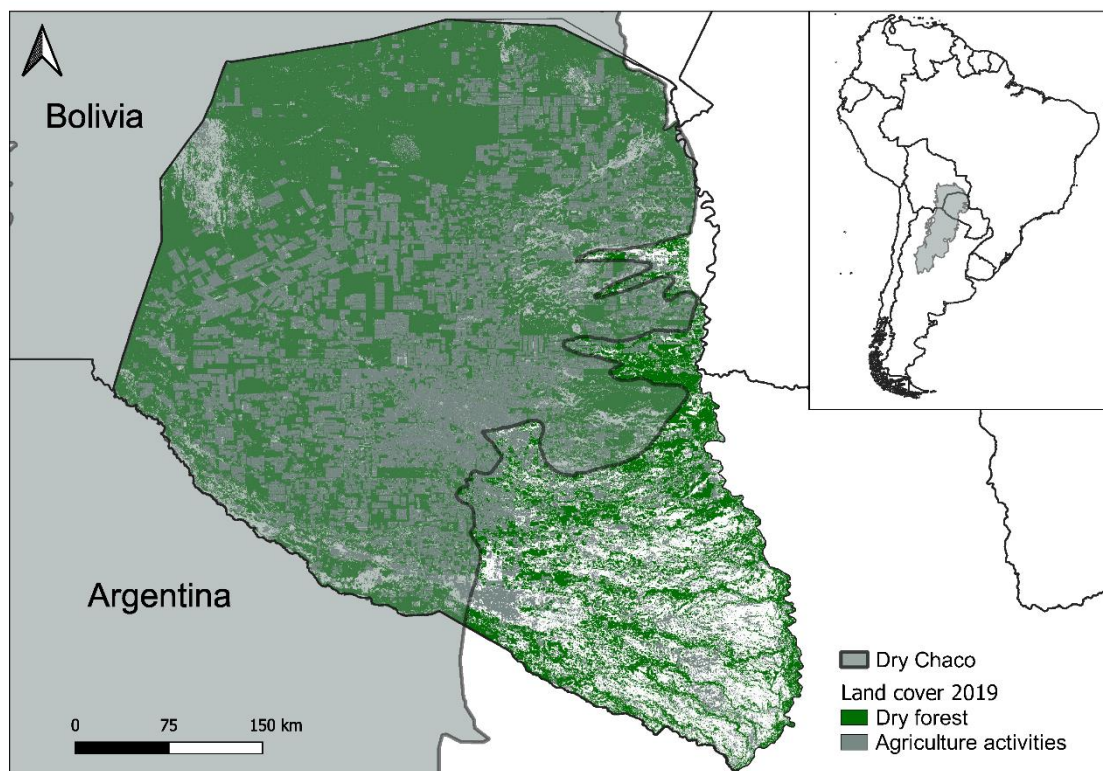 Bolivia
Argentina
0 75 150 km
Dry Chaco
Land cover 2019
Dry forest
Agriculture activities